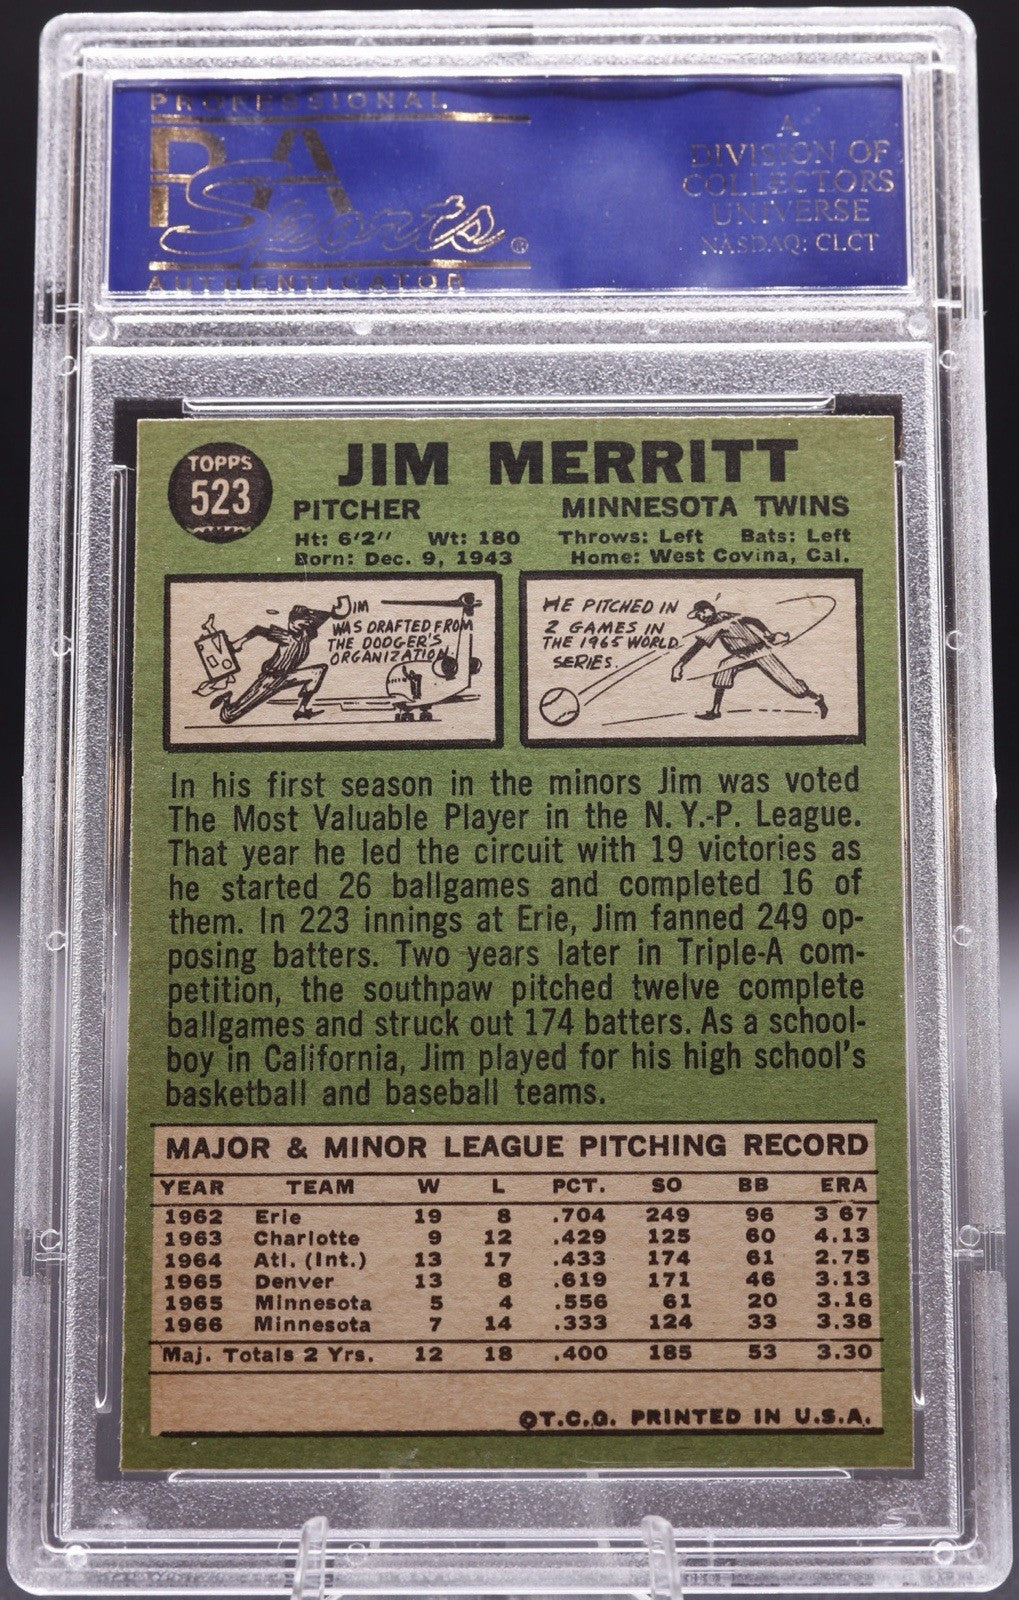 PROFESSIONAL
PSA
Sports®
AUTHENTICATOR
A
DIVISION OF
COLLECTORS
UNIVERSE
NASDAQ: CLCT
TOPPS
523
JIM MERRITT
PITCHER MINNESOTA TWINS
Ht: 6'2" Wt: 180 Throws: Left Bats: Left
Born: Dec. 9, 1943 Home: West Covina, Cal.
JIM
WAS DRAFTED FROM
THE DODGER'S
ORGANIZATION.
HE PITCHED IN
2 GAMES IN
THE 1965 WORLD
SERIES.
In his first season in the minors Jim was voted
The Most Valuable Player in the N.Y.-P. League.
That year he led the circuit with 19 victories as
he started 26 ballgames and completed 16 of
them. In 223 innings at Erie, Jim fanned 249 op-
posing batters. Two years later in Triple-A com-
petition, the southpaw pitched twelve complete
ballgames and struck out 174 batters. As a school-
boy in California, Jim played for his high school's
basketball and baseball teams.
MAJOR & MINOR LEAGUE PITCHING RECORD
YEAR TEAM W L PCT. SO BB ERA
1962 Erie 19 8 .704 249 96 3 67
1963 Charlotte 9 12 .429 125 60 4.13
1964 Atl. (Int.) 13 17 .433 174 61 2.75
1965 Denver 13 8 .619 171 46 3.13
1965 Minnesota 5 4 .556 61 20 3.16
1966 Minnesota 7 14 .333 124 33 3.38
Maj. Totals 2 Yrs. 12 18 .400 185 53 3.30
©T.C.G. PRINTED IN U.S.A.